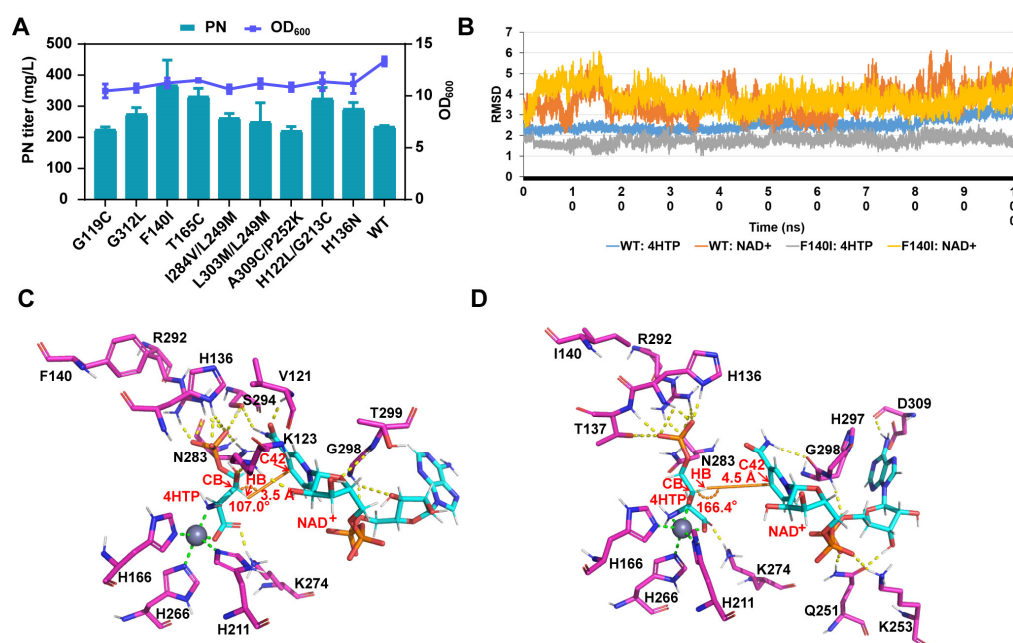 A
PN
OD600
PN titer (mg/L)
500
400
300
200
100
0
15
10
5
0
OD600
G119C
G312L
F140I
T165C
I284V/L249M
L303M/L249M
A309C/P252K
H122L/G213C
H136N
WT
B
RMSD
7
6
5
4
3
2
1
0
0 1 2 3 4 5 6 7 8 9 1
0 0 0 0 0 0 0 0 0 0
0
Time (ns)
WT: 4HTP
WT: NAD+
F140I: 4HTP
F140I: NAD+
C
R292
H136
F140
V121
S294
T299
K123
G298
N283
C42
CB
HB
4HTP
3.5 Å
107.0°
NAD+
H166
H266
H211
K274
D
R292
I140
H136
D309
T137
H297
N283
G298
C42
HB
4.5 Å
CB
4HTP
166.4°
NAD+
H166
H266
H211
K274
Q251
K253